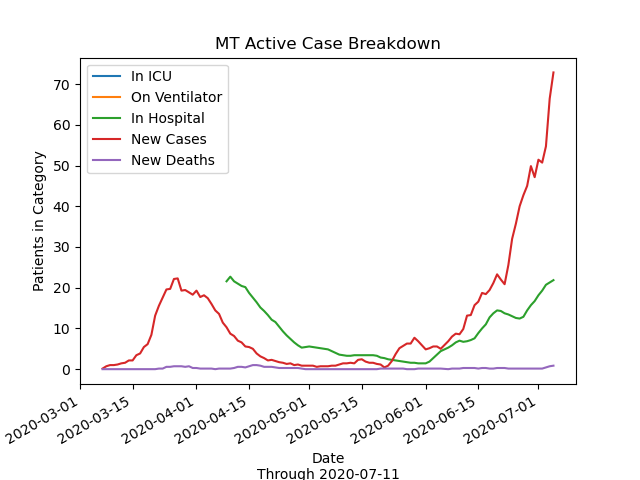 MT Active Case Breakdown
In ICU
On Ventilator
In Hospital
New Cases
New Deaths
Patients in Category
70
60
50
40
30
20
10
0
2020-03-01
2020-03-15
2020-04-01
2020-04-15
2020-05-01
2020-05-15
2020-06-01
2020-06-15
2020-07-01
Date
Through 2020-07-11